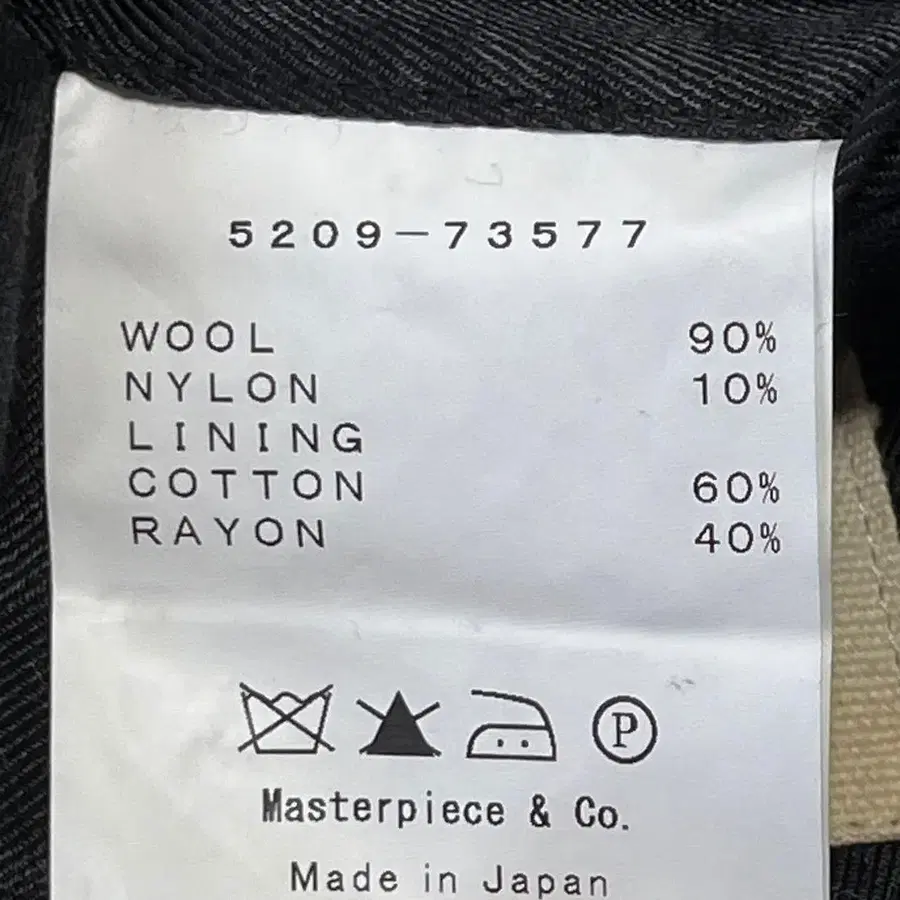 5209-73577
WOOL 90%
NYLON 10%
LINING
COTTON 60%
RAYON 40%
P
Masterpiece & Co.
Made in Japan